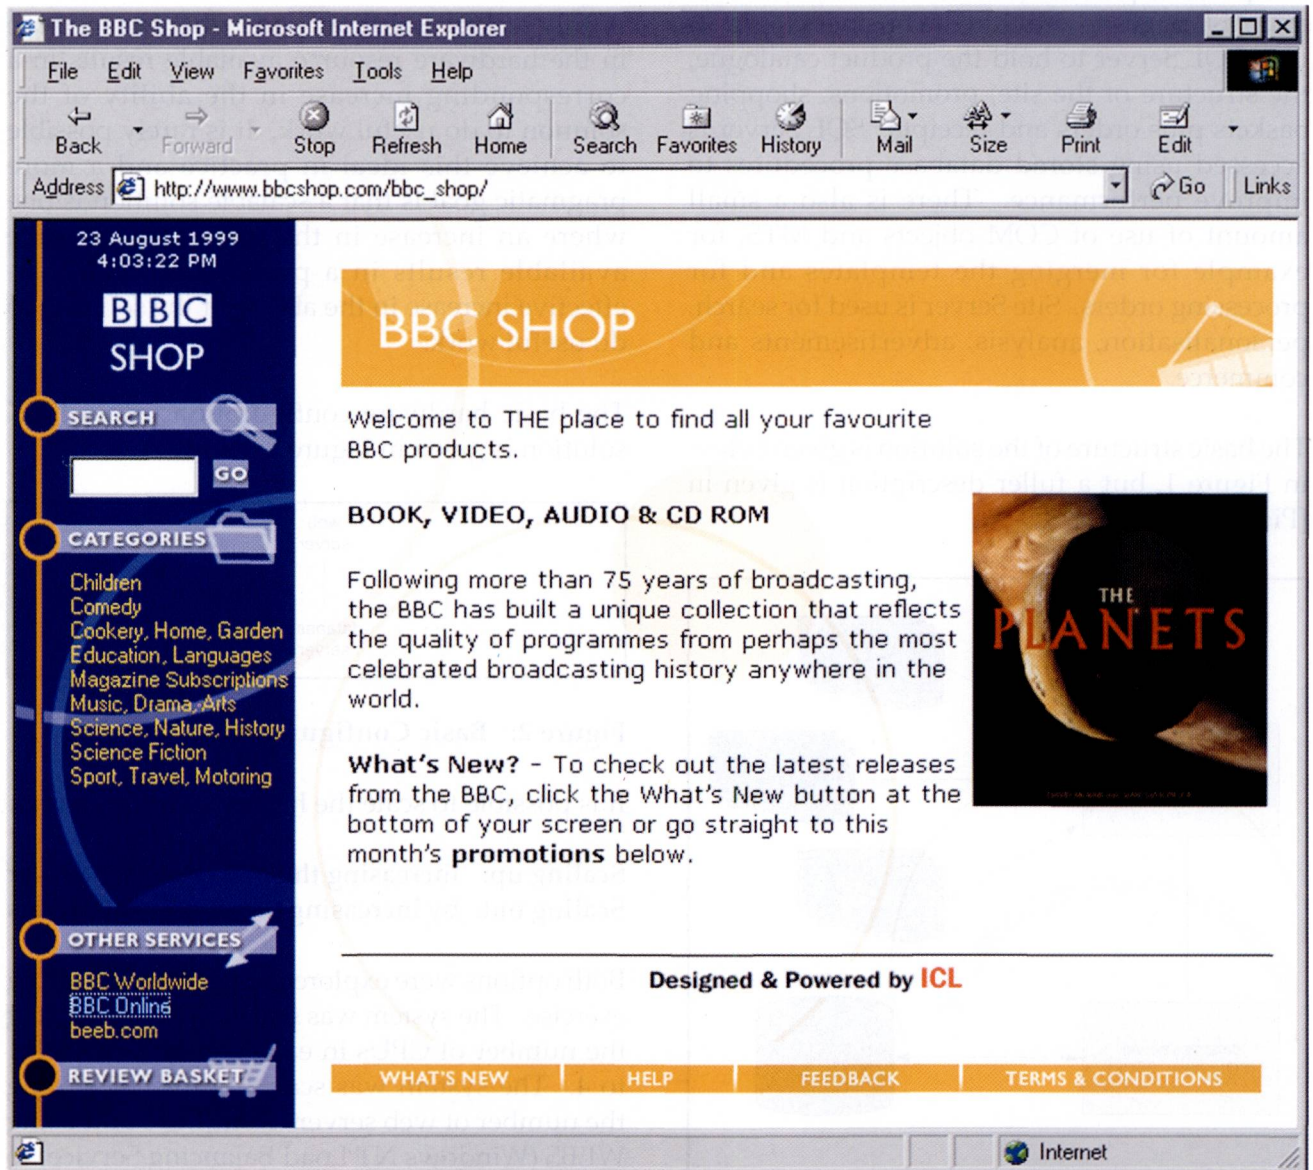 The BBC Shop - Microsoft Internet Explorer
File Edit View Favorites Tools Help
Back Forward Stop Refresh Home Search Favorites History Mail Size Print Edit
Address http://www.bbcshop.com/bbc_shop/ Go Links
23 August 1999
4:03:22 PM
BBC
SHOP
SEARCH
GO
CATEGORIES
Children
Comedy
Cookery, Home, Garden
Education, Languages
Magazine Subscriptions
Music, Drama, Arts
Science, Nature, History
Science Fiction
Sport, Travel, Motoring
OTHER SERVICES
BBC Worldwide
BBC Online
beeb.com
REVIEW BASKET
BBC SHOP
Welcome to THE place to find all your favourite
BBC products.
BOOK, VIDEO, AUDIO & CD ROM
Following more than 75 years of broadcasting,
the BBC has built a unique collection that reflects
the quality of programmes from perhaps the most
celebrated broadcasting history anywhere in the
world.
What's New? - To check out the latest releases
from the BBC, click the What's New button at the
bottom of your screen or go straight to this
month's promotions below.
THE
PLANETS
Designed & Powered by ICL
WHAT'S NEW HELP FEEDBACK TERMS & CONDITIONS
Internet